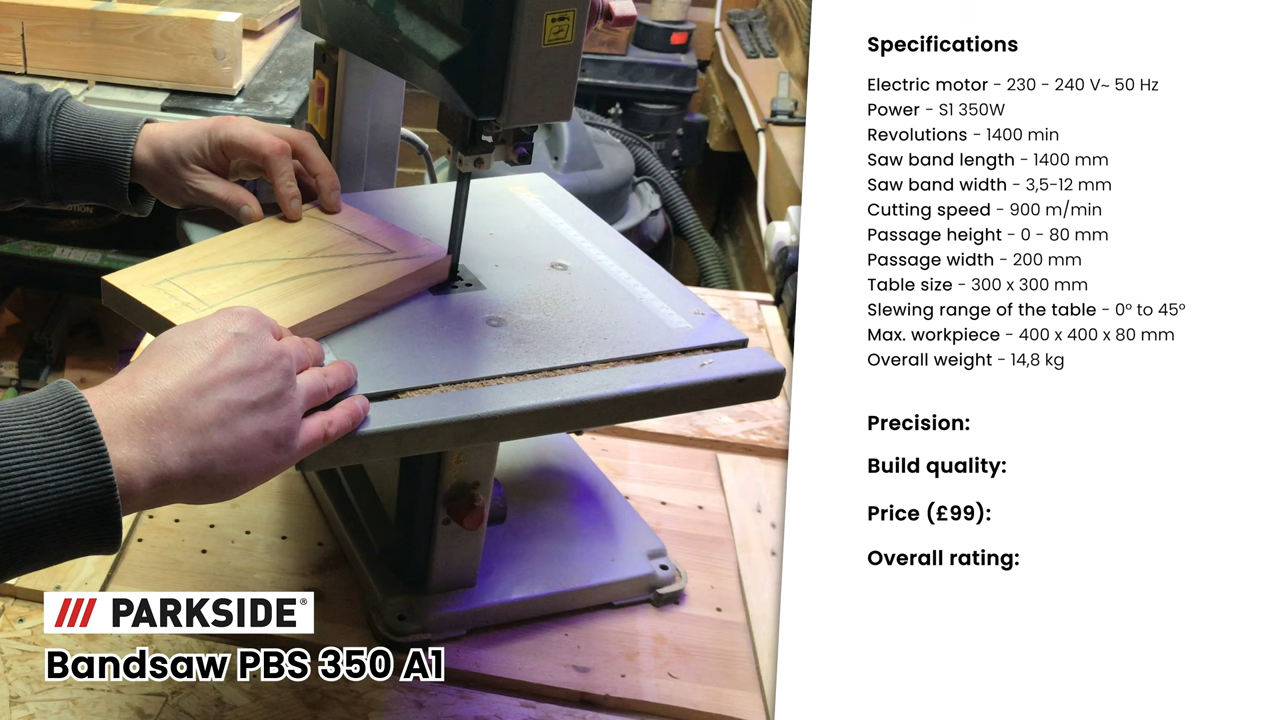 Specifications
Electric motor - 230 - 240 V~ 50 Hz
Power - S1 350W
Revolutions - 1400 min
Saw band length - 1400 mm
Saw band width - 3,5-12 mm
Cutting speed - 900 m/min
Passage height - 0 - 80 mm
Passage width - 200 mm
Table size - 300 x 300 mm
Slewing range of the table - 0° to 45°
Max. workpiece - 400 x 400 x 80 mm
Overall weight - 14,8 kg
Precision:
Build quality:
Price (£99):
Overall rating:
/// PARKSIDE®
Bandsaw PBS 350 A1